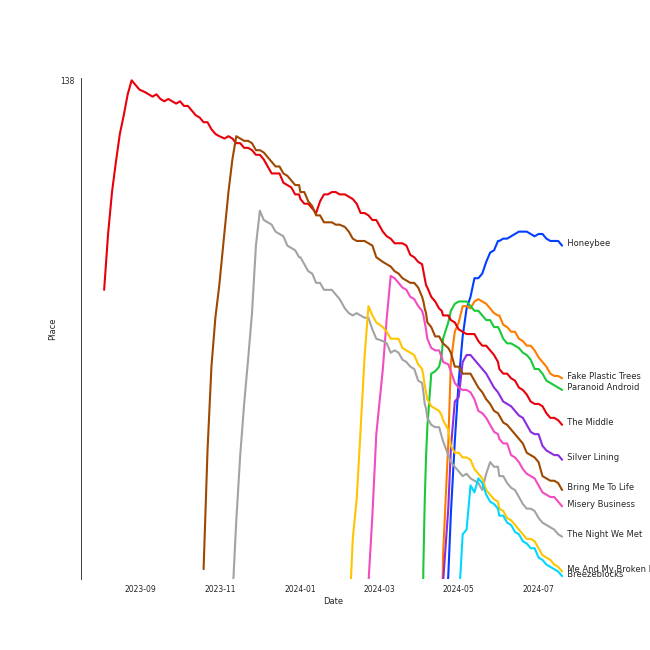 138
Honeybee
Place
Fake Plastic Trees
Paranoid Android
The Middle
Silver Lining
Bring Me To Life
Misery Business
The Night We Met
Me And My Broken
Breezeblocks
2023-09 2023-11 2024-01 2024-03 2024-05 2024-07
Date